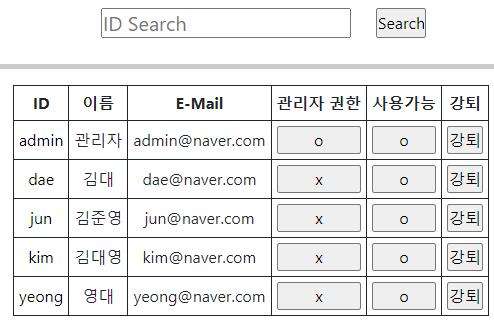 ID Search Search
ID 이름 E-Mail 관리자 권한 사용가능 강퇴
admin 관리자 admin@naver.com o o 강퇴
dae 김대 dae@naver.com x o 강퇴
jun 김준영 jun@naver.com x o 강퇴
kim 김대영 kim@naver.com x o 강퇴
yeong 영대 yeong@naver.com x o 강퇴